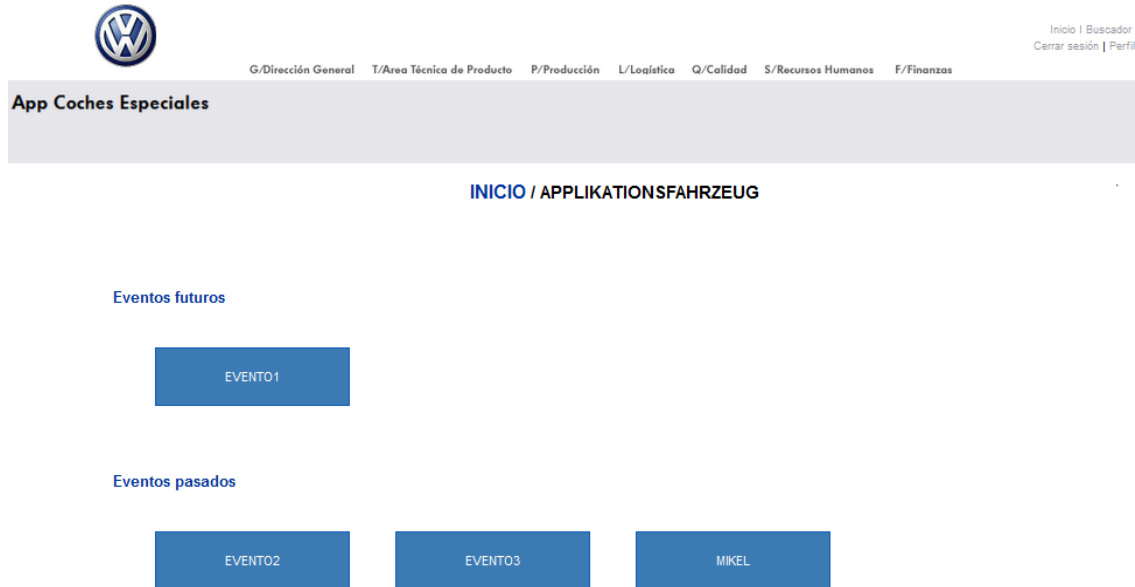 Inicio | Buscador
Cerrar sesión | Perfil
G/Dirección General T/Area Técnica de Producto P/Producción L/Logística Q/Calidad S/Recursos Humanos F/Finanzas
App Coches Especiales
INICIO / APPLIKATIONSFAHRZEUG
Eventos futuros
EVENTO1
Eventos pasados
EVENTO2 EVENTO3 MIKEL